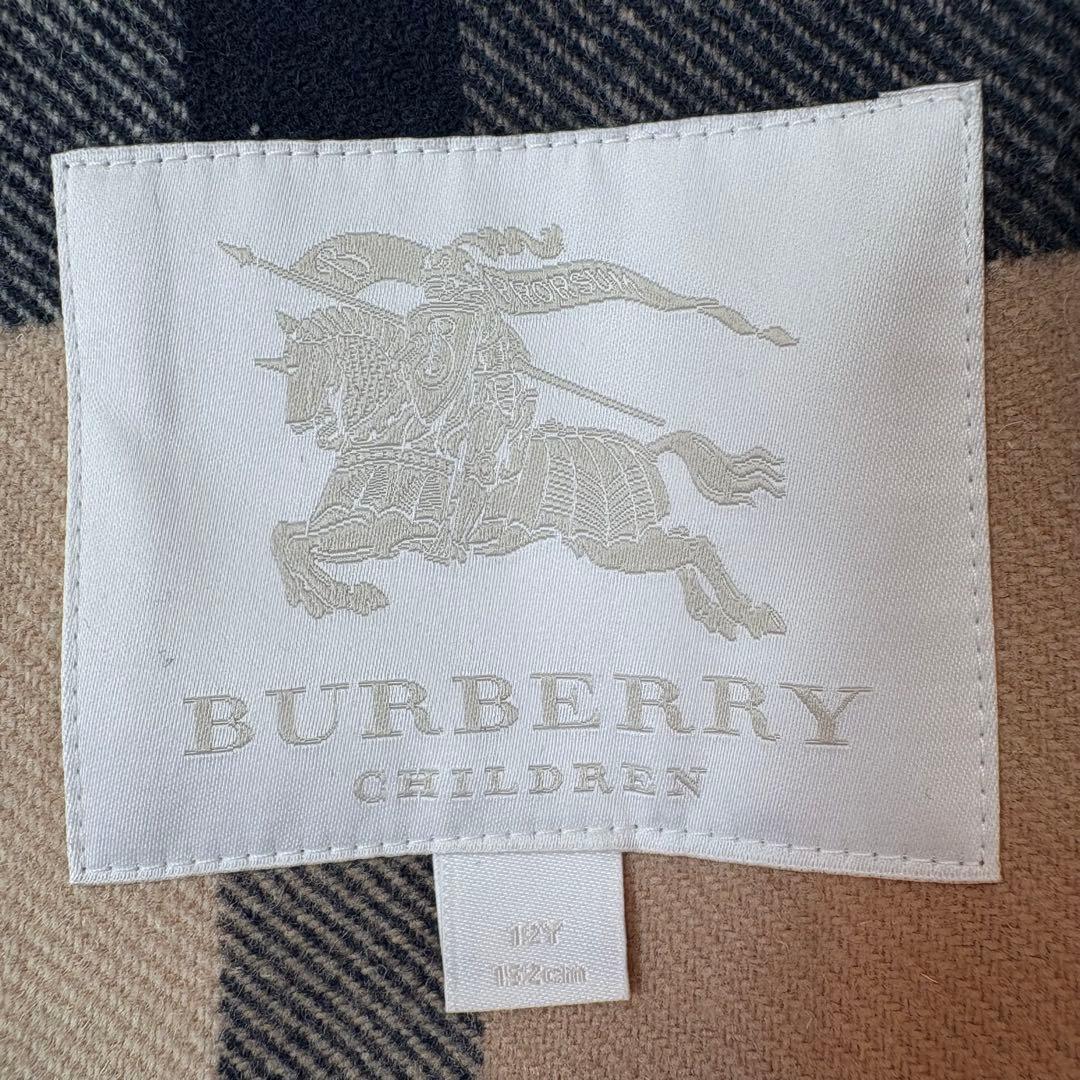 B
PRORSUM
B
BURBERRY
CHILDREN
12Y
152cm